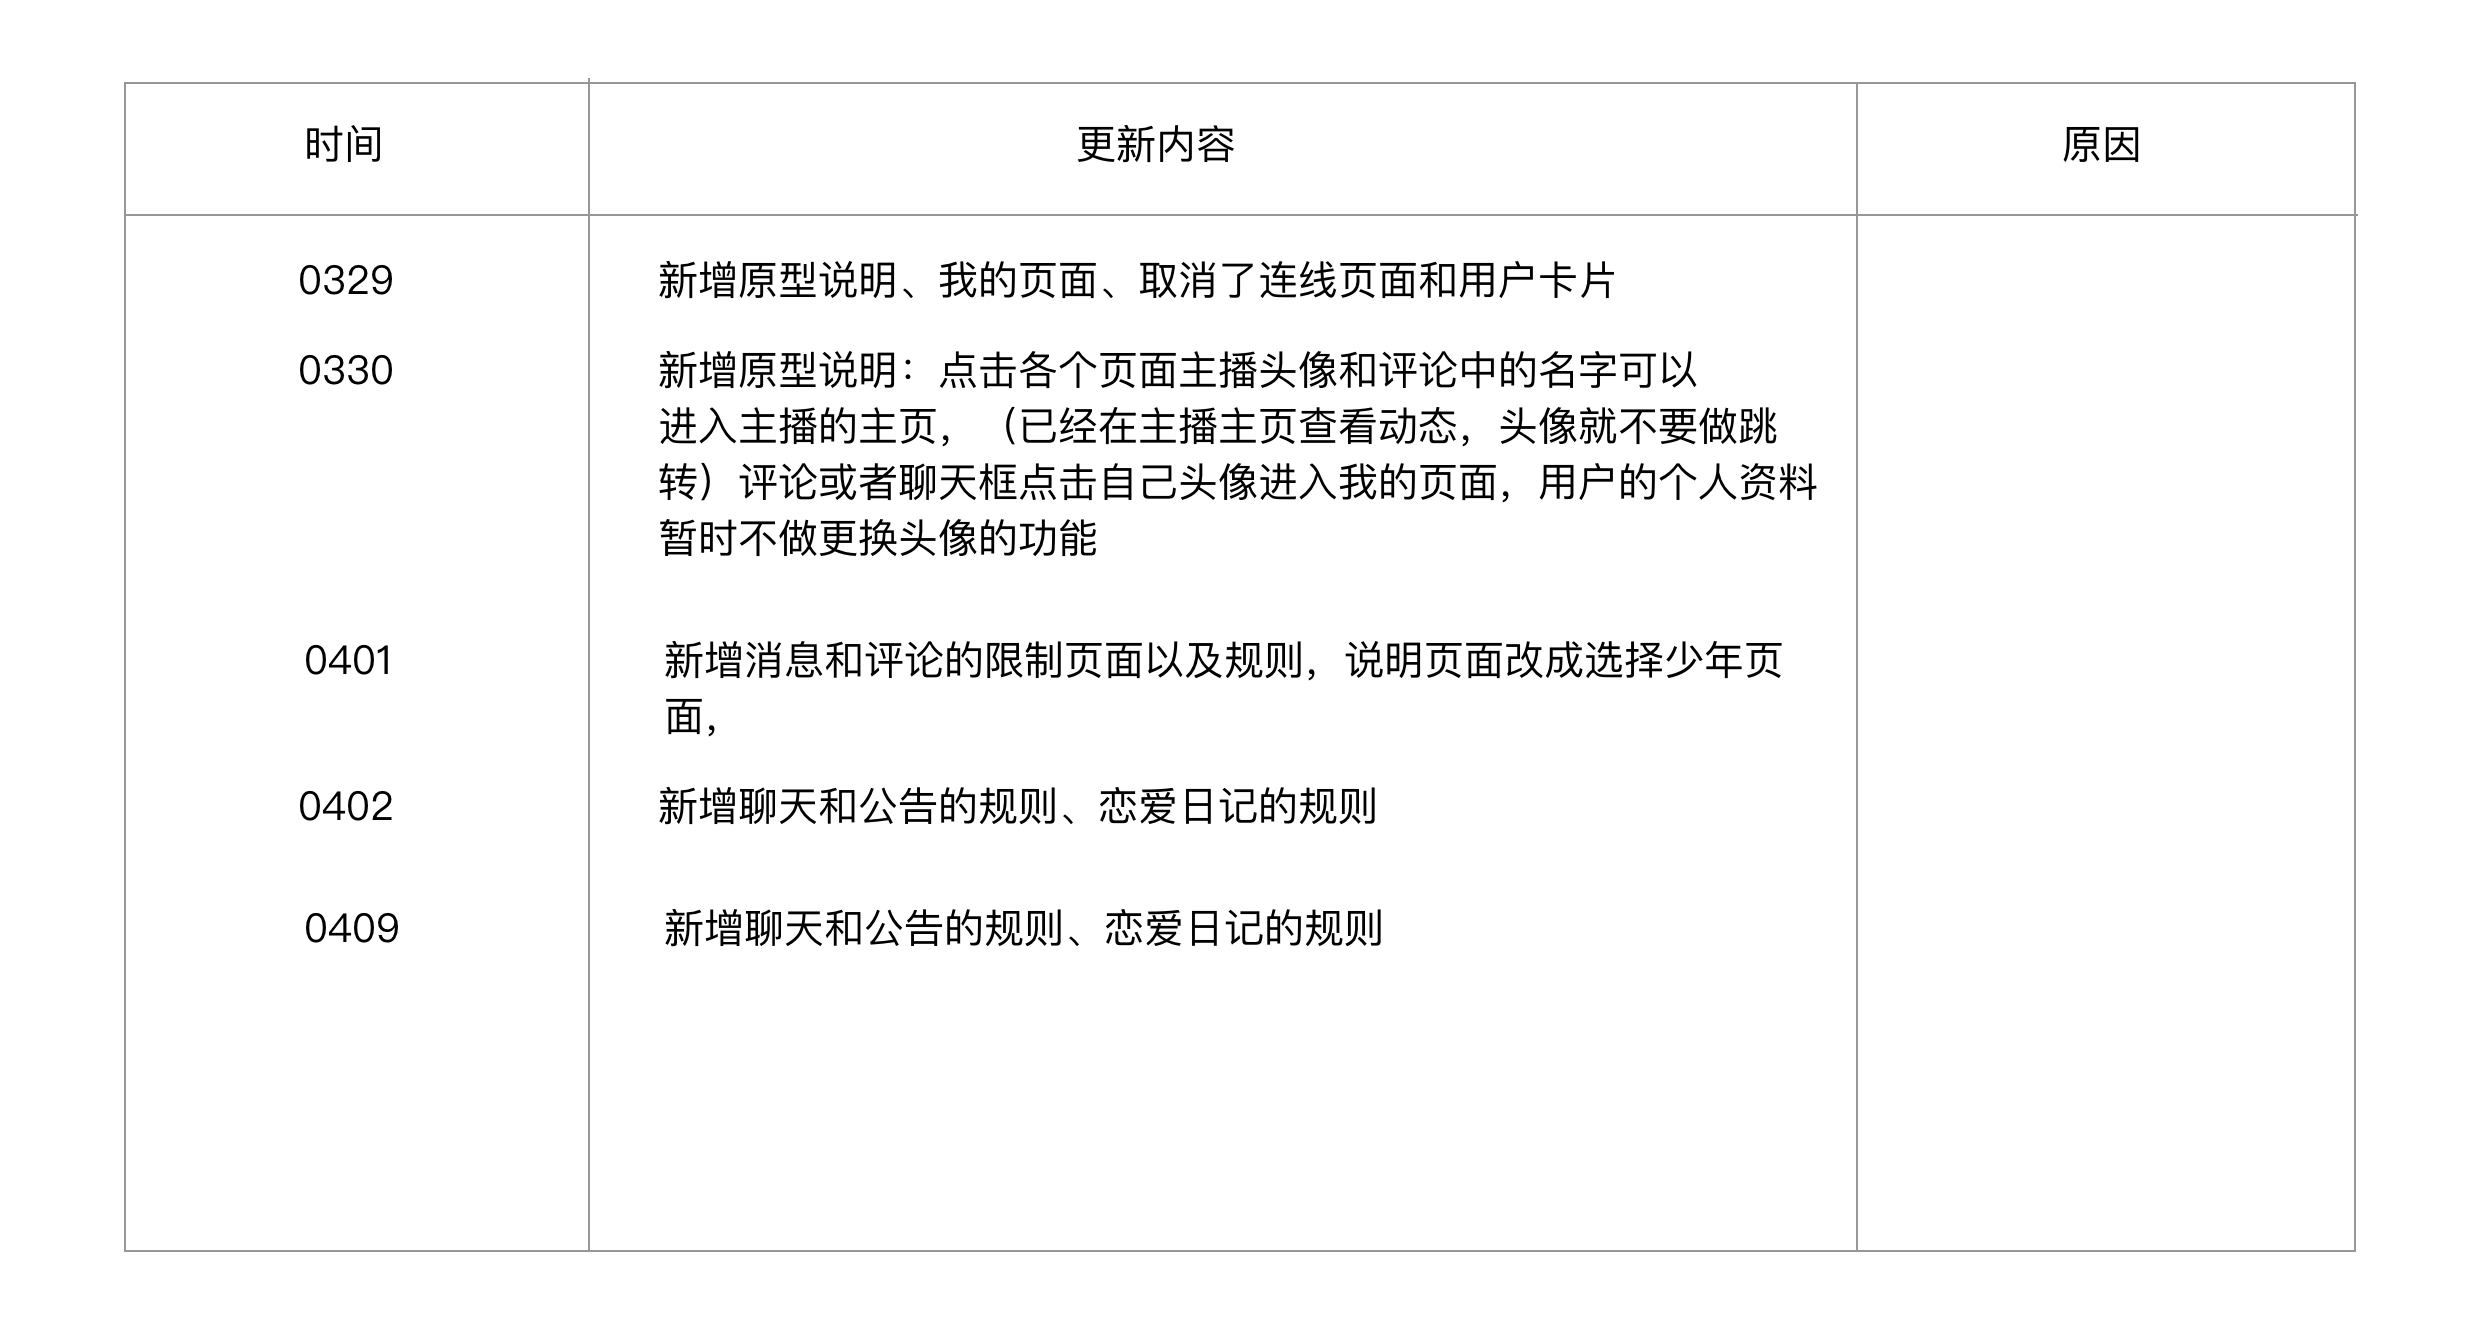 时间 更新内容 原因
0329 新增原型说明、我的页面、取消了连线页面和用户卡片
0330 新增原型说明：点击各个页面主播头像和评论中的名字可以
进入主播的主页，（已经在主播主页查看动态，头像就不要做跳
转）评论或者聊天框点击自己头像进入我的页面，用户的个人资料
暂时不做更换头像的功能
0401 新增消息和评论的限制页面以及规则，说明页面改成选择少年页
面，
0402 新增聊天和公告的规则、恋爱日记的规则
0409 新增聊天和公告的规则、恋爱日记的规则